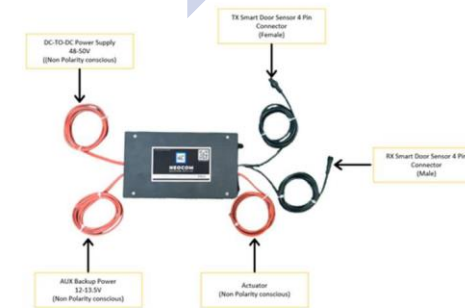 TX Smart Door Sensor 4 Pin
Connector
(Female)
DC-TO-DC Power Supply
48-50V
((Non Polarity conscious)
RX Smart Door Sensor 4 Pin
Connector
(Male)
NEOCOM
AUX Backup Power
12-13.5V
(Non Polarity conscious)
Actuator
(Non Polarity conscious)